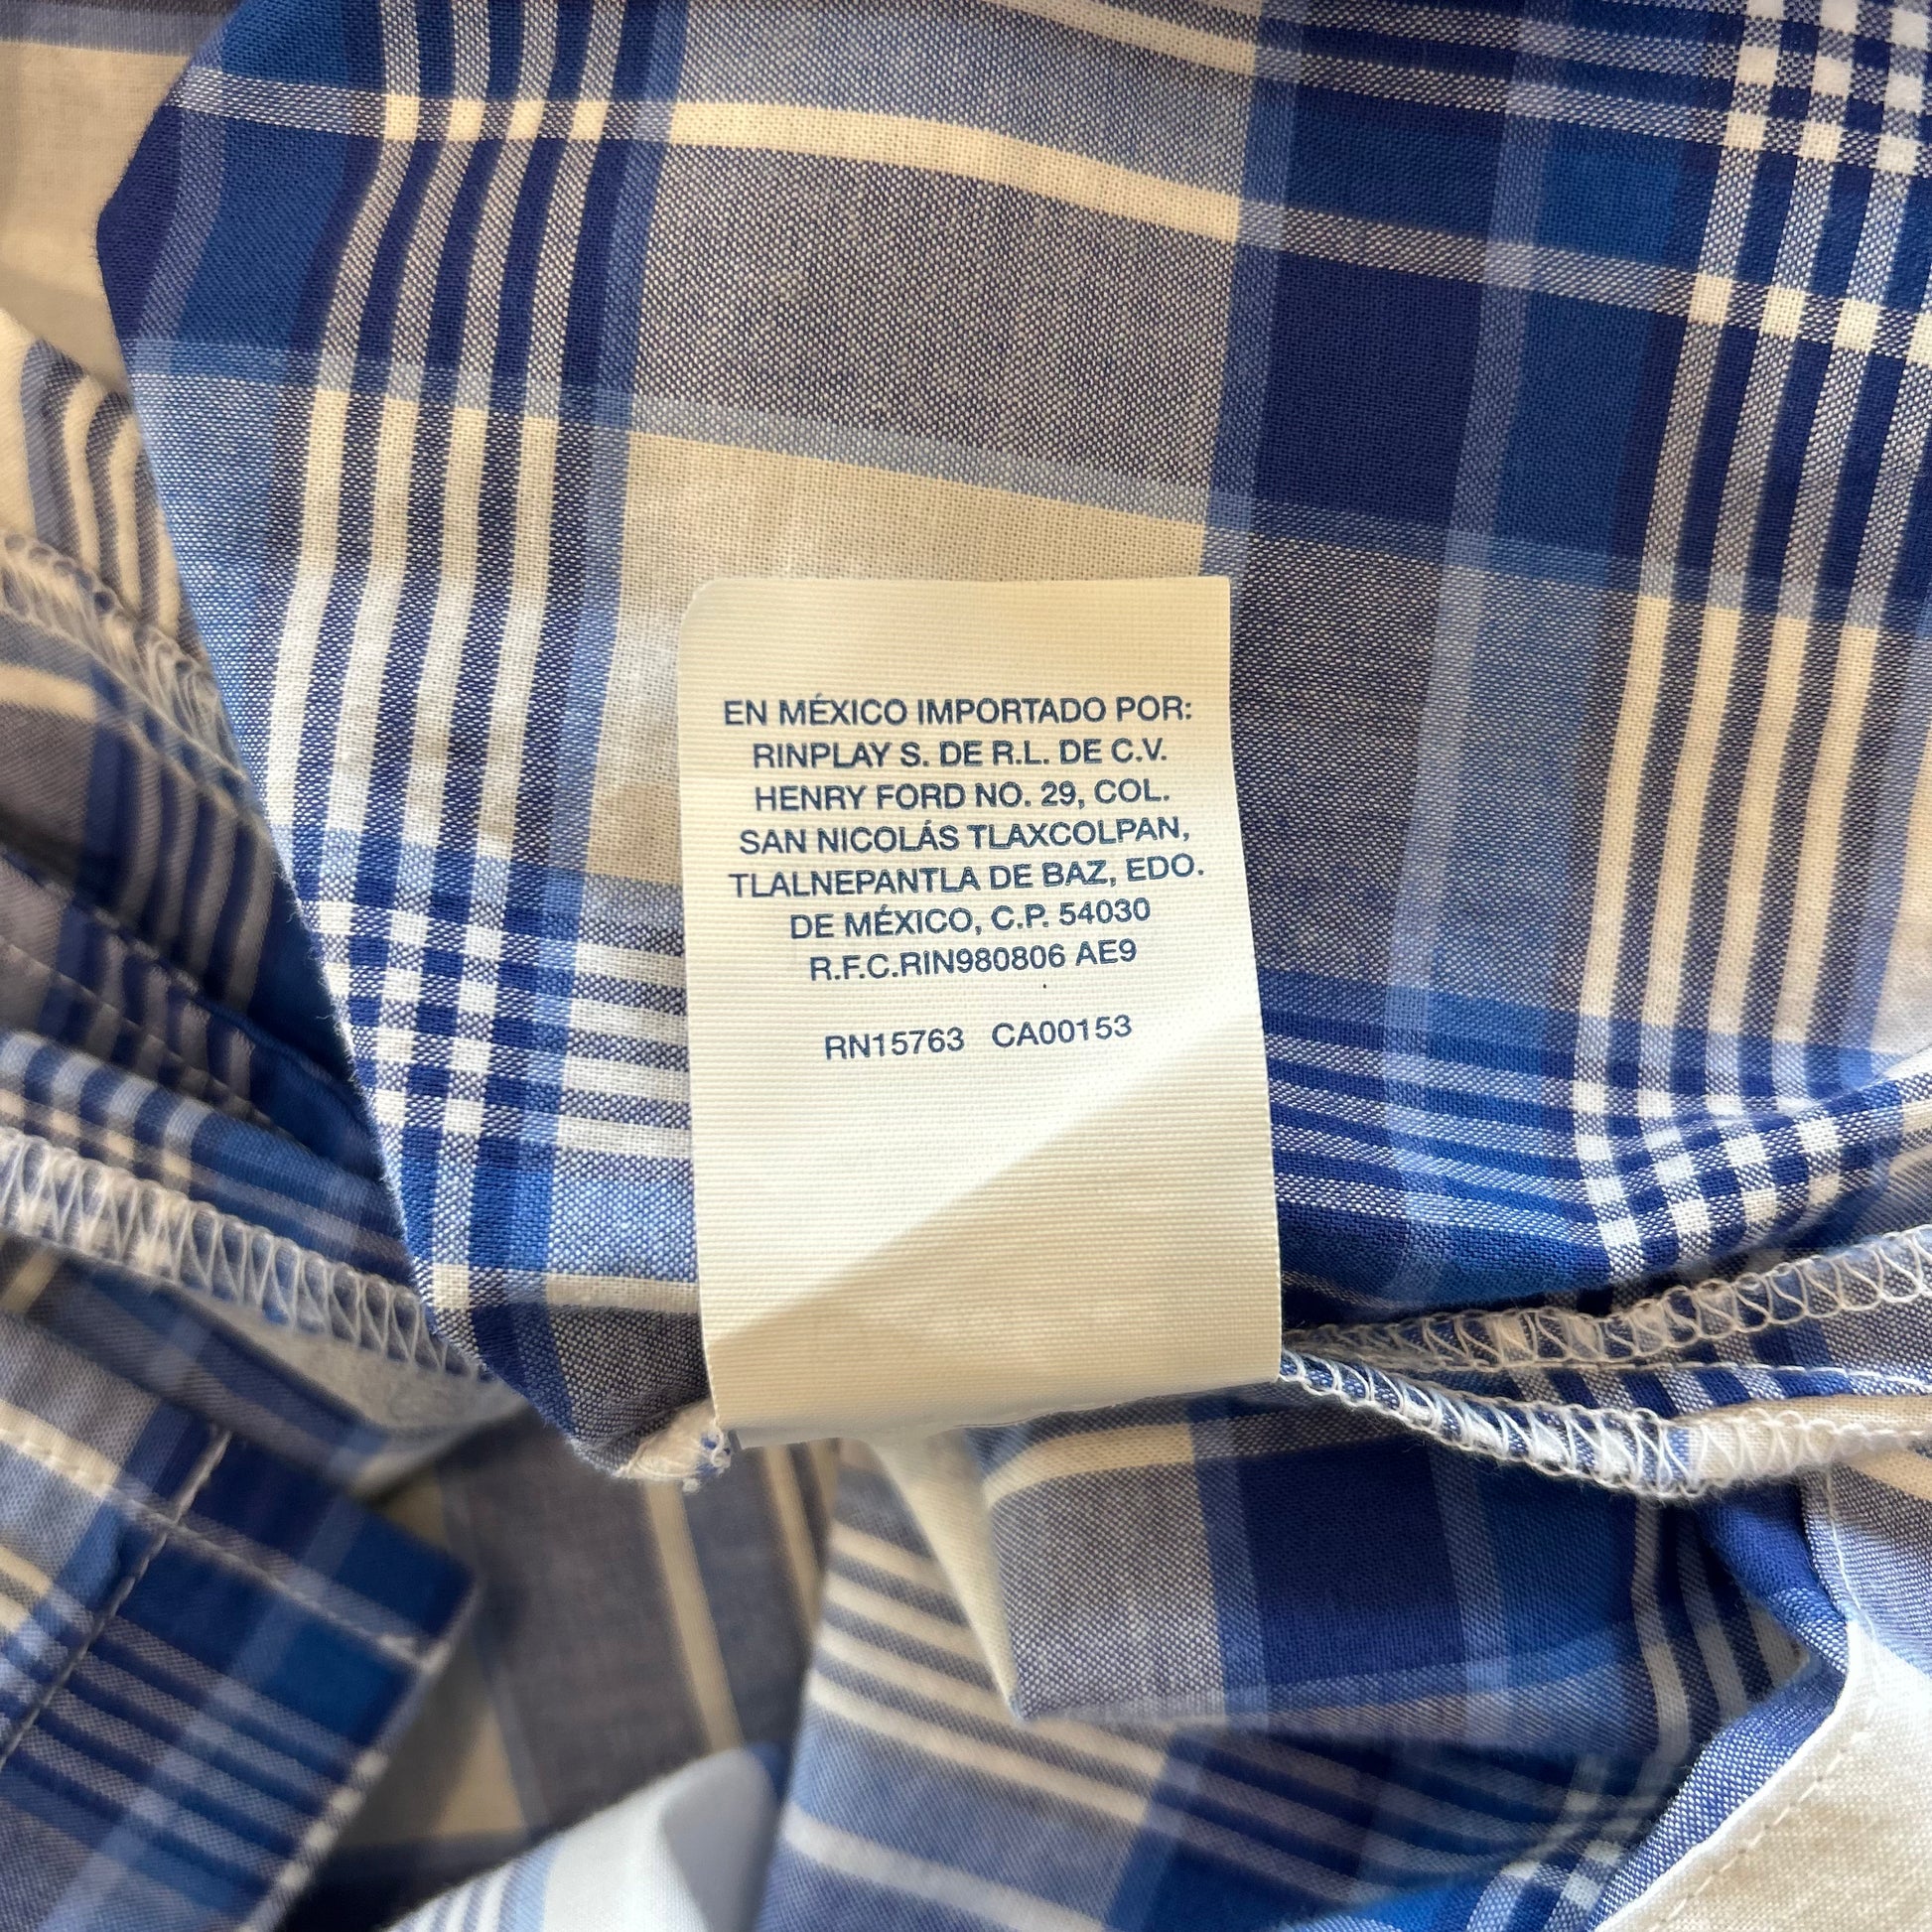 EN MÉXICO IMPORTADO POR:
RINPLAY S. DE R.L. DE C.V.
HENRY FORD NO. 29, COL.
SAN NICOLÁS TLAXCOLPAN,
TLALNEPANTLA DE BAZ, EDO.
DE MÉXICO, C.P. 54030
R.F.C.RIN980806 AE9
RN15763 CA00153